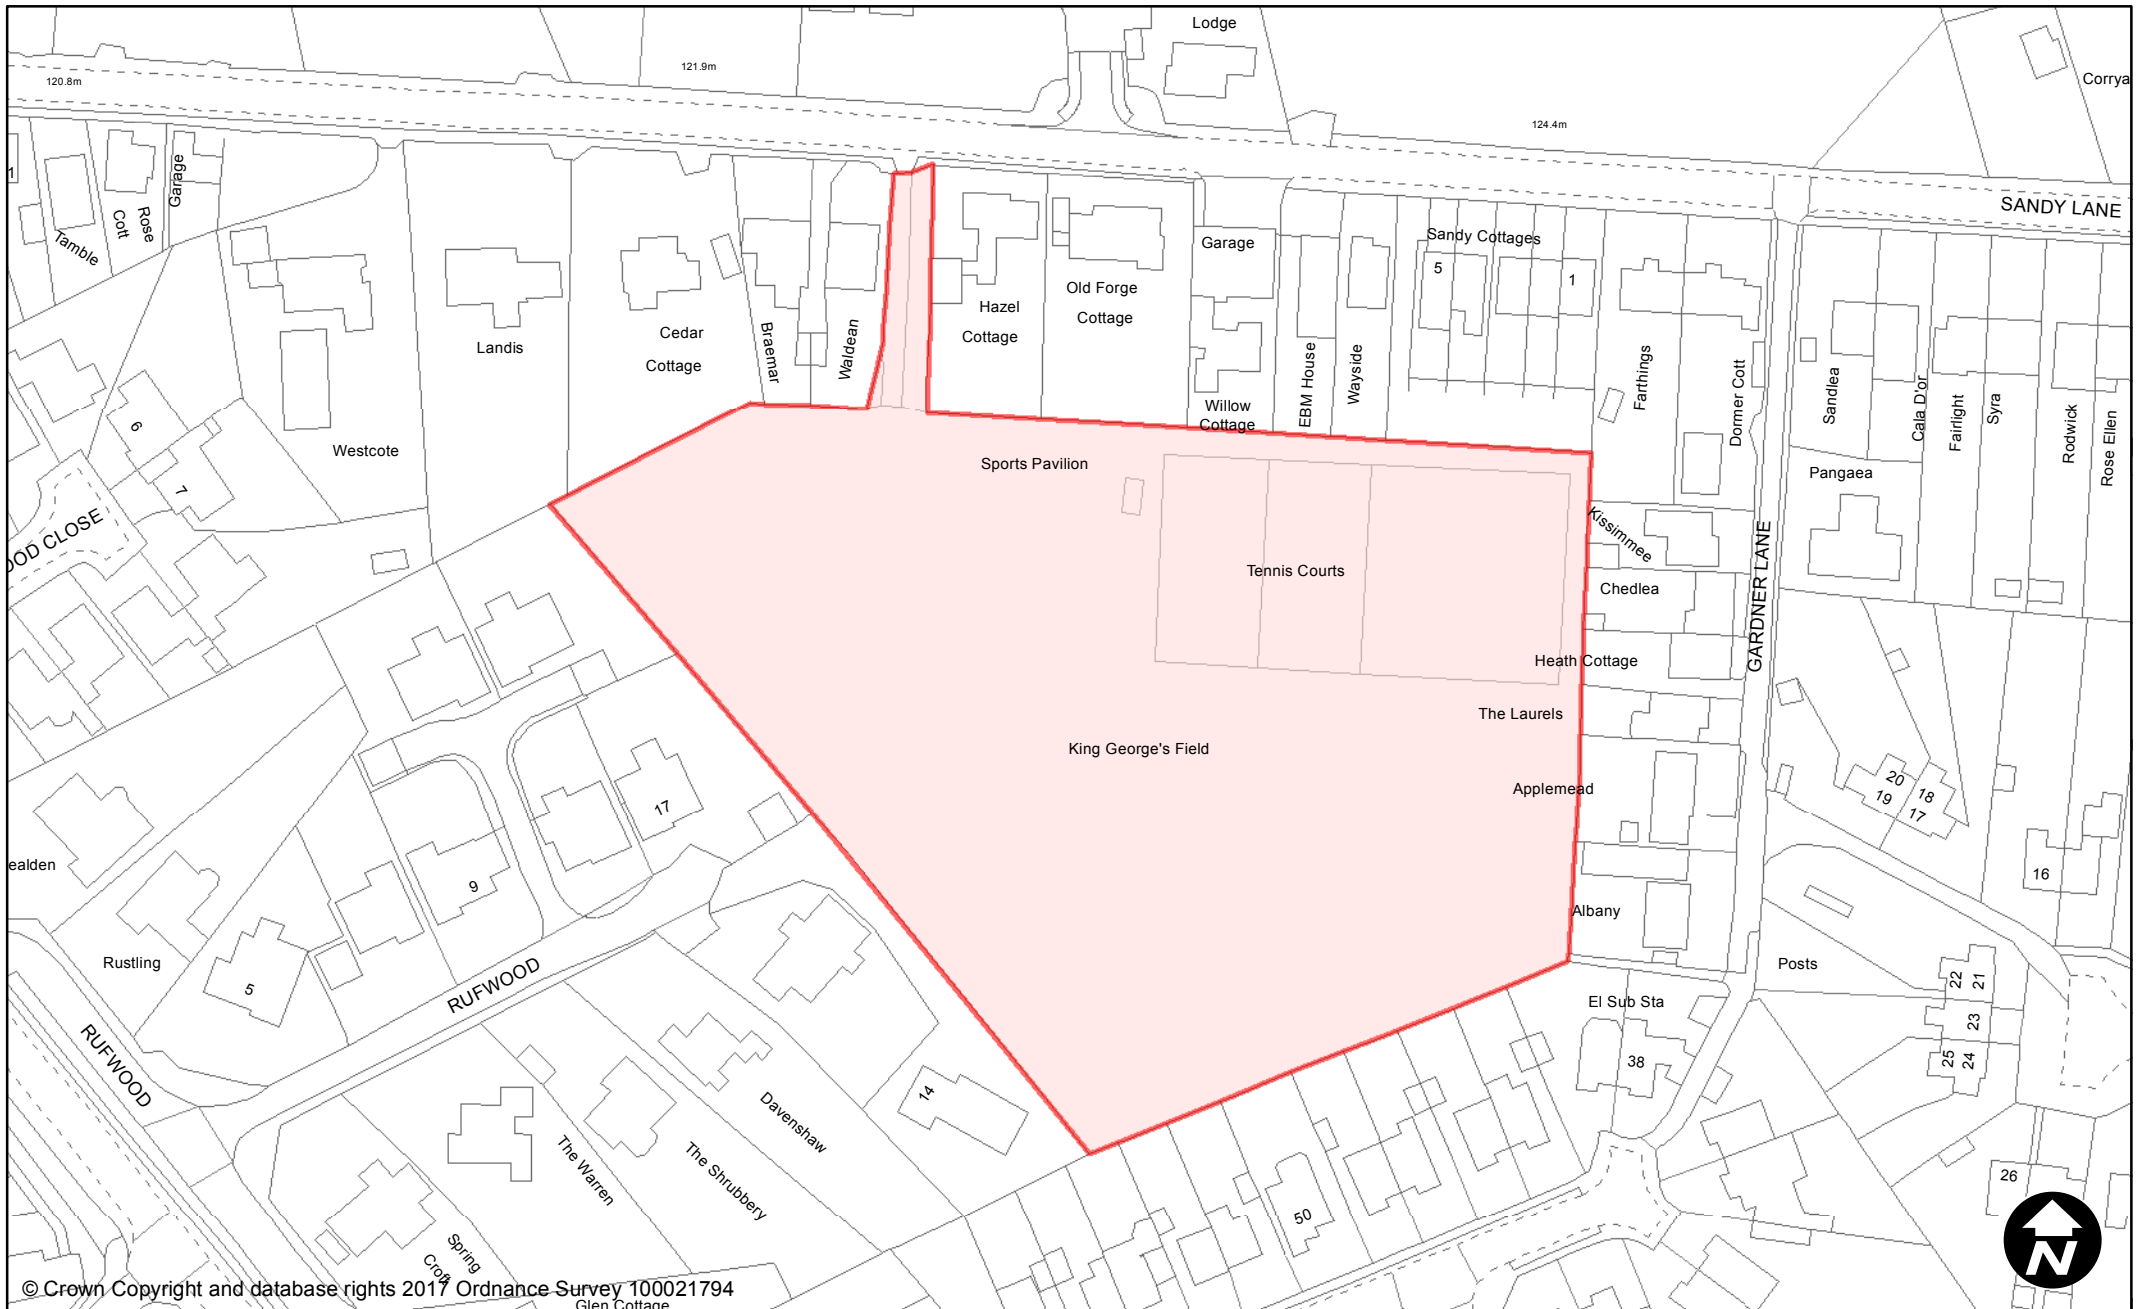 Lodge
120.8m
121.9m
124.4m
Corrya
SANDY LANE
1
Tamble
Rose
Cott
Garage
Westcote
Landis
Cedar
Cottage
Braemar
Waldean
Hazel
Cottage
Old Forge
Cottage
Garage
Willow
Cottage
EBM House
Wayside
Sandy Cottages
5
1
Farthings
Dormer Cott
Sandlea
Cala D'or
Fairlight
Syra
Rodwick
Rose Ellen
Pangaea
6
7
OOD CLOSE
Sports Pavilion
Tennis Courts
Kissimmee
Chedlea
GARDNER LANE
Heath Cottage
The Laurels
King George's Field
Applemead
Albany
20
19
18
17
16
17
9
ealden
Rustling
5
RUFWOOD
RUFWOOD
Posts
22
21
23
25
24
El Sub Sta
38
26
14
Davenshaw
The Shrubbery
The Warren
Spring
Croft
50
N
© Crown Copyright and database rights 2017 Ordnance Survey 100021794
Glen Cottage